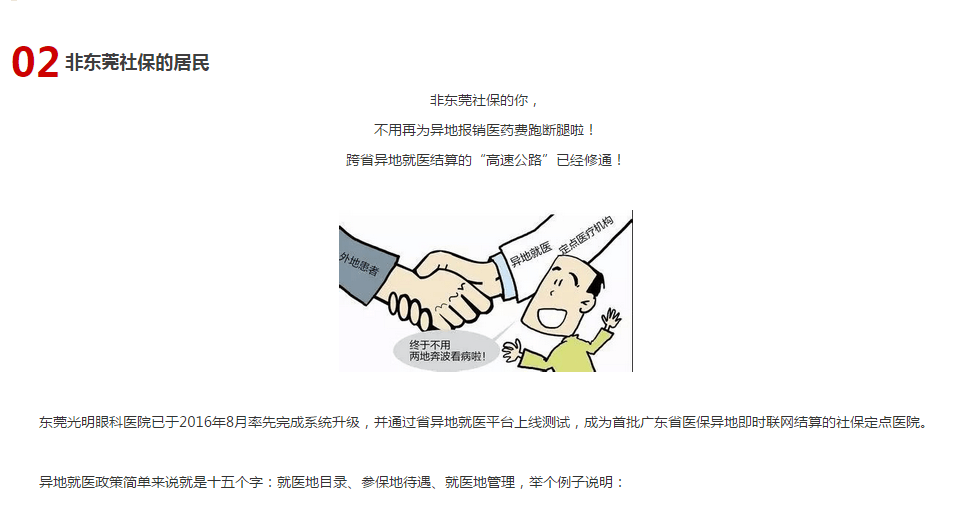 02 非东莞社保的居民
非东莞社保的你，
不用再为异地报销医药费跑断腿啦！
跨省异地就医结算的“高速公路”已经修通！
外地患者
异地就医
定点医疗机构
终于不用
两地奔波看病啦！
东莞光明眼科医院已于2016年8月率先完成系统升级，并通过省异地就医平台上线测试，成为首批广东省医保异地即时联网结算的社保定点医院。
异地就医政策简单来说就是十五个字：就医地目录、参保地待遇、就医地管理，举个例子说明：